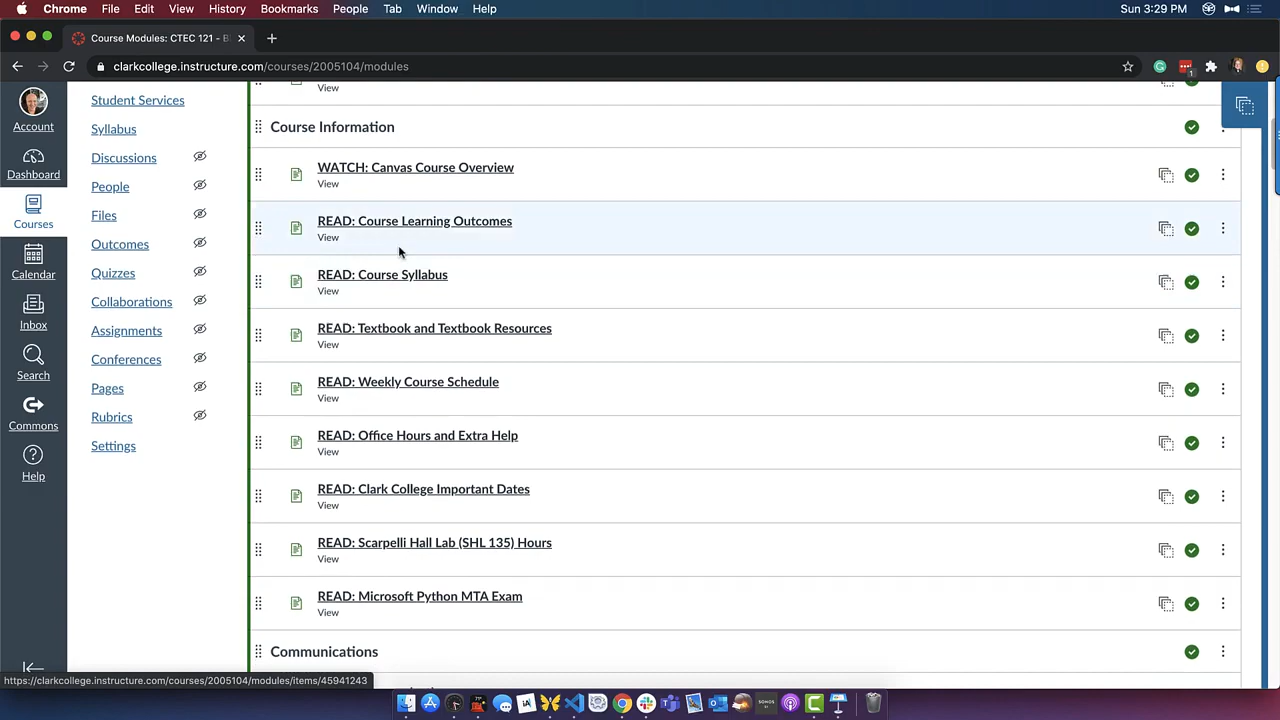 Chrome File Edit View History Bookmarks People Tab Window Help Sun 3:29 PM
Course Modules: CTEC 121 -
clarkcollege.instructure.com/courses/2005104/modules
1
Account
Dashboard
Courses
Calendar
Inbox
Search
Commons
Help
Student Services
Syllabus
Discussions
People
Files
Outcomes
Quizzes
Collaborations
Assignments
Conferences
Pages
Rubrics
Settings
View
Course Information
WATCH: Canvas Course Overview
View
READ: Course Learning Outcomes
View
READ: Course Syllabus
View
READ: Textbook and Textbook Resources
View
READ: Weekly Course Schedule
View
READ: Office Hours and Extra Help
View
READ: Clark College Important Dates
View
READ: Scarpelli Hall Lab (SHL 135) Hours
View
READ: Microsoft Python MTA Exam
View
Communications
https://clarkcollege.instructure.com/courses/2005104/modules/items/45941243
SONOS